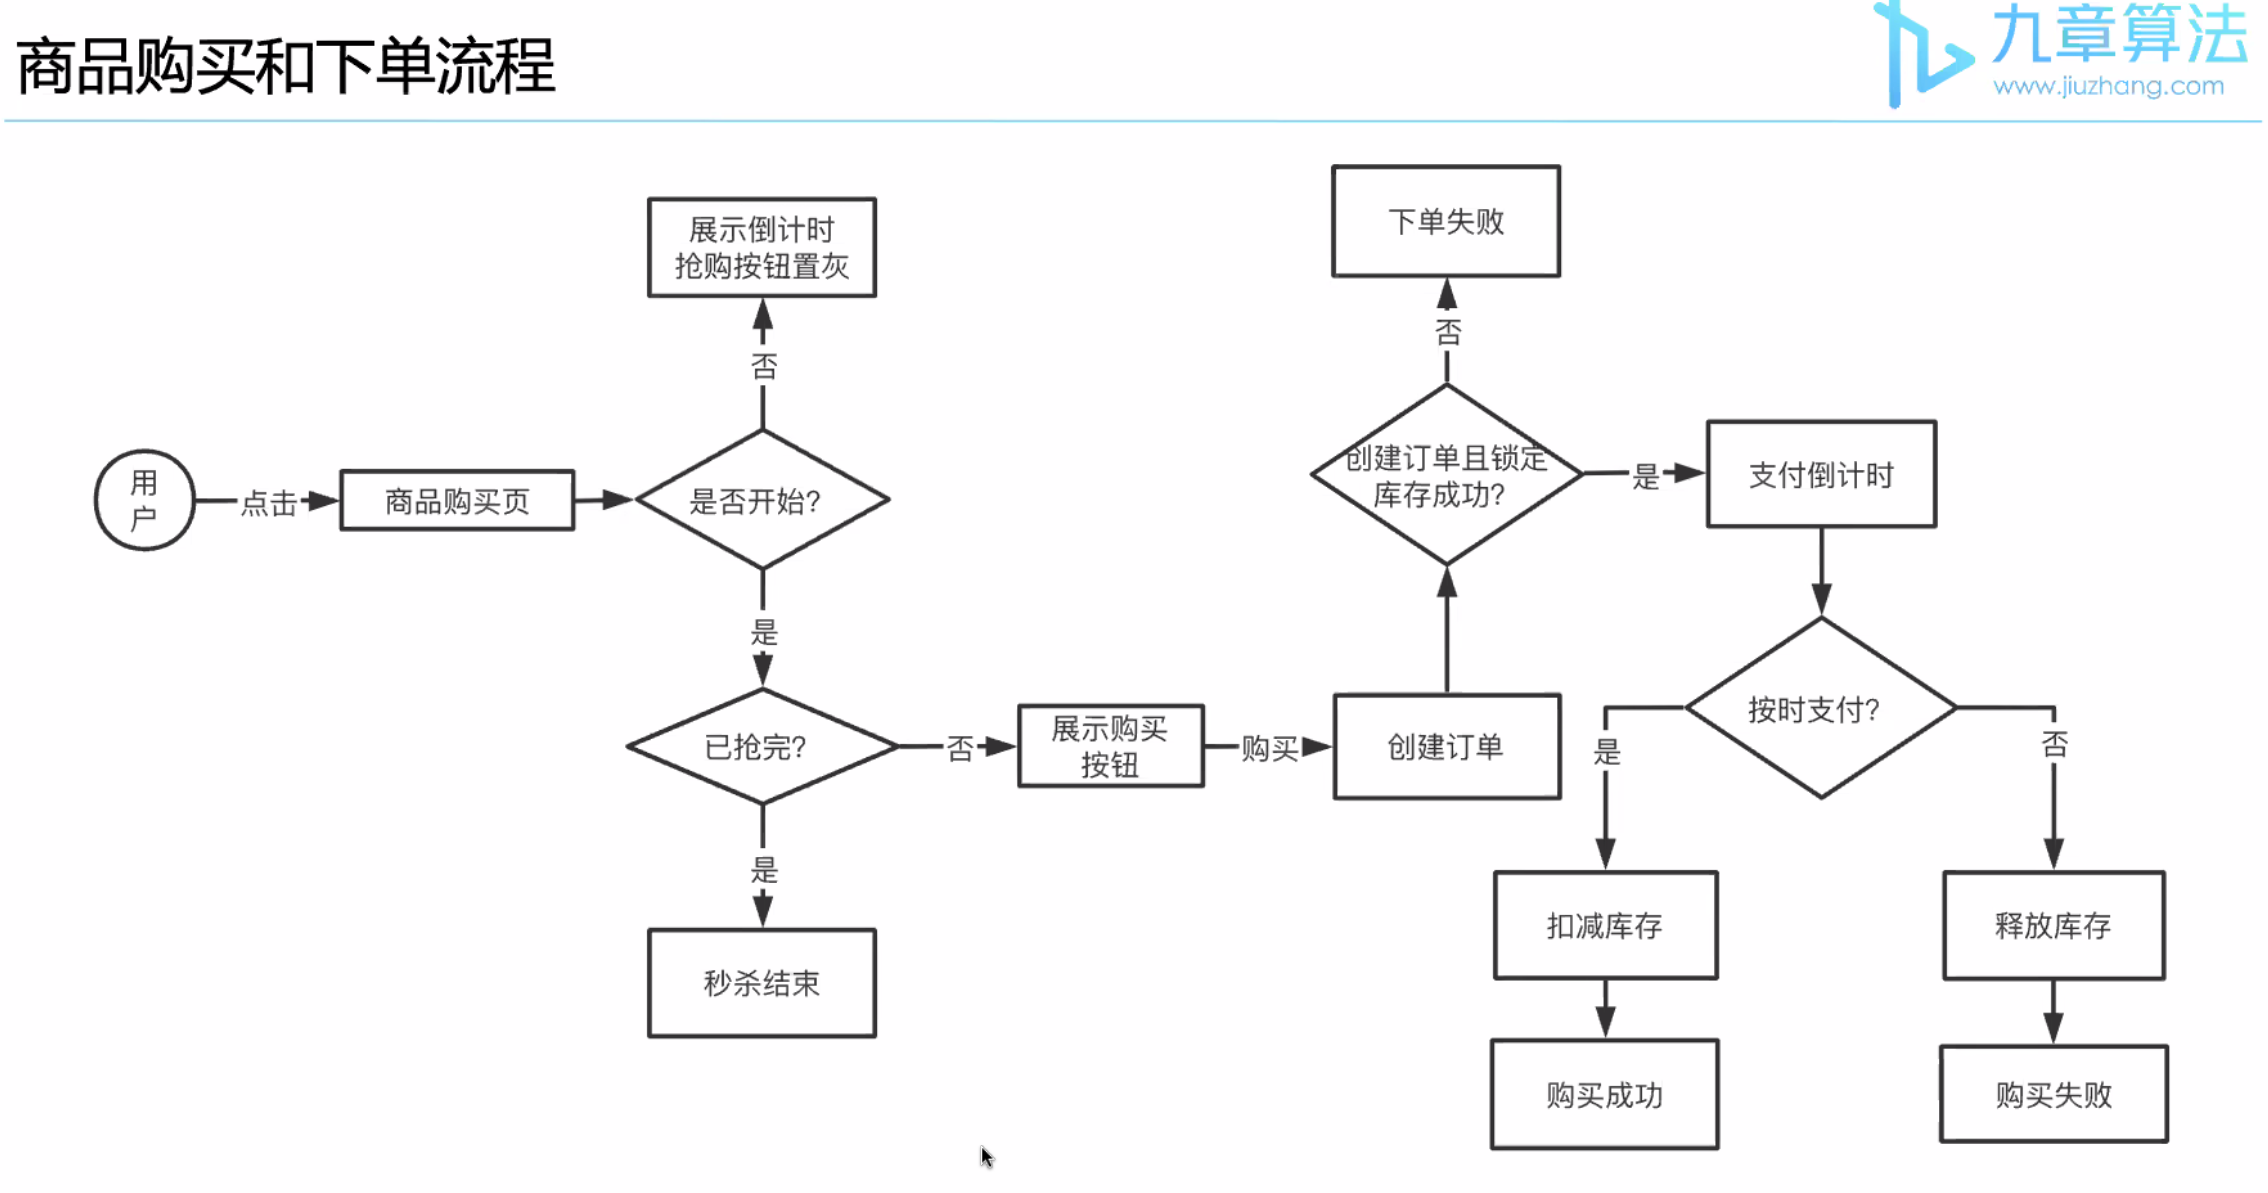 商品购买和下单流程
九章算法
www.jiuzhang.com
用
户
点击
商品购买页
是否开始?
否
展示倒计时
抢购按钮置灰
是
已抢完?
是
秒杀结束
否
展示购买
按钮
购买
创建订单
创建订单且锁定
库存成功?
否
下单失败
是
支付倒计时
按时支付?
是
扣减库存
购买成功
否
释放库存
购买失败